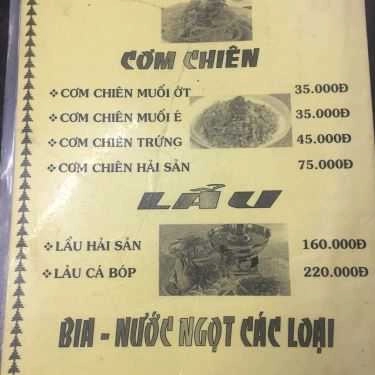 CƠM CHIÊN
❖ CƠM CHIÊN MUỐI ỚT 35.000Đ
❖ CƠM CHIÊN MUỐI É 35.000Đ
❖ CƠM CHIÊN TRỨNG 45.000Đ
❖ CƠM CHIÊN HẢI SẢN 75.000Đ
LẨU
❖ LẨU HẢI SẢN 160.000Đ
❖ LẢU CÁ BÓP 220.000Đ
BIA - NƯỚC NGỌT CÁC LOẠI